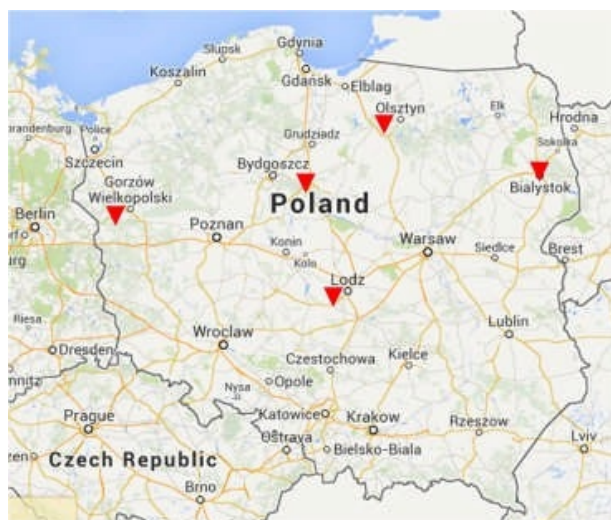 Gdynia
Slupsk
Gdańsk
Koszalin
Elblag
Olsztyn
Elk
Hrodna
Brandenburg
Police
Grudziadz
Sokolka
Szczecin
Bydgoszcz
Bialystok
Gorzów
Wielkopolski
Poland
Berlin
Poznan
Warsaw
Konin
Siedlce
Brest
Kolo
Lodz
Riesa
Wroclaw
Lublin
Dresden
Czestochowa
Kielce
Nysa
Opole
Prague
Katowice
Krakow
Rzeszow
Ostrava
Lviv
Bielsko-Biala
Czech Republic
Brno